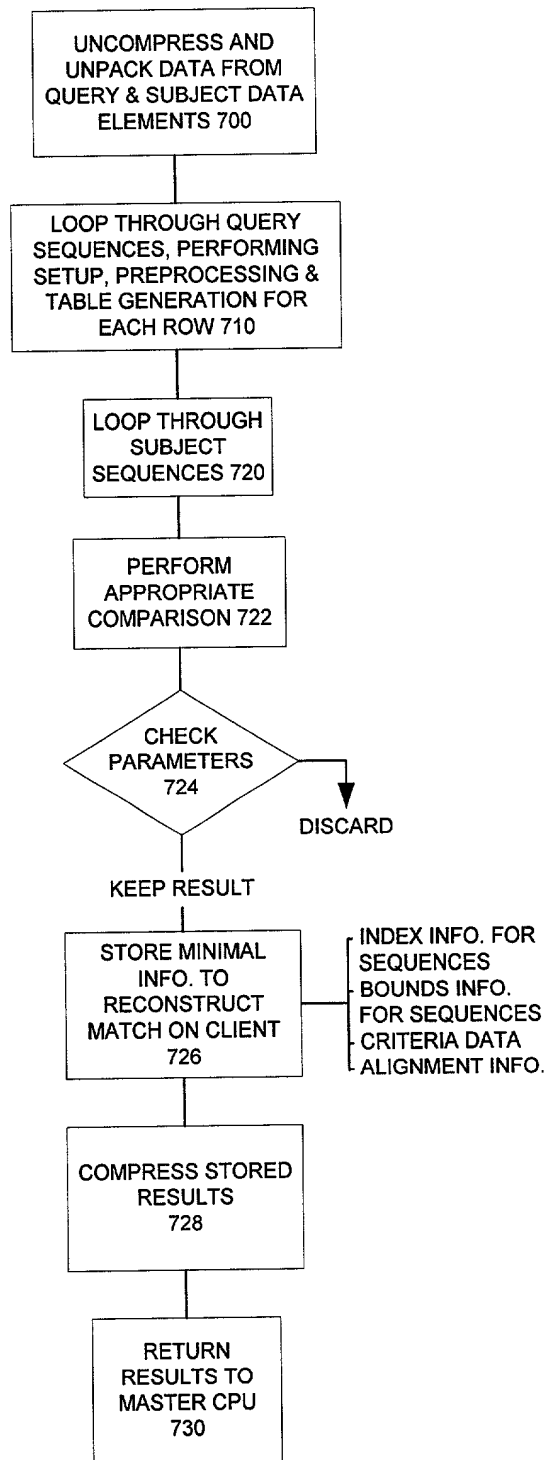 UNCOMPRESS AND
UNPACK DATA FROM
QUERY & SUBJECT DATA
ELEMENTS 700
LOOP THROUGH QUERY
SEQUENCES, PERFORMING
SETUP, PREPROCESSING &
TABLE GENERATION FOR
EACH ROW 710
LOOP THROUGH
SUBJECT
SEQUENCES 720
PERFORM
APPROPRIATE
COMPARISON 722
CHECK
PARAMETERS
724
DISCARD
KEEP RESULT
STORE MINIMAL
INFO. TO
RECONSTRUCT
MATCH ON CLIENT
726
INDEX INFO. FOR
SEQUENCES
BOUNDS INFO.
FOR SEQUENCES
CRITERIA DATA
ALIGNMENT INFO.
COMPRESS STORED
RESULTS
728
RETURN
RESULTS TO
MASTER CPU
730